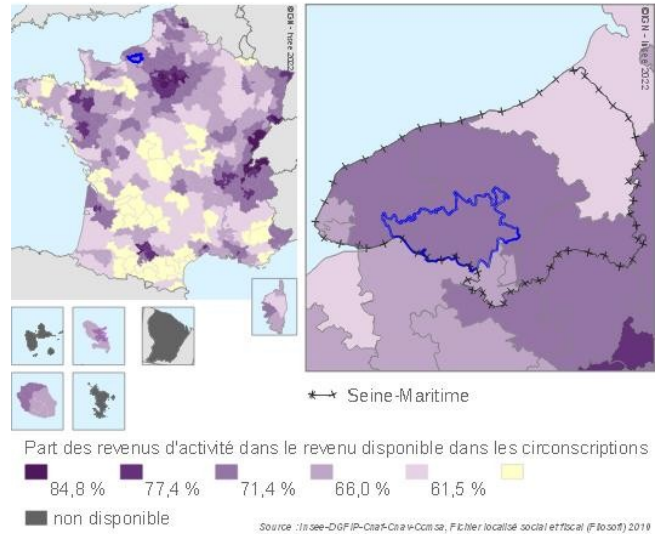 ©IGN - Insee 2022
©IGN - Insee 2022
Seine-Maritime
Part des revenus d'activité dans le revenu disponible dans les circonscriptions
84,8 % 77,4 % 71,4 % 66,0 % 61,5 %
non disponible
Source : Insee-DGFIP-Cnaf-Cnav-Ccmsa, Fichier localisé social et fiscal (Filosofi) 2019